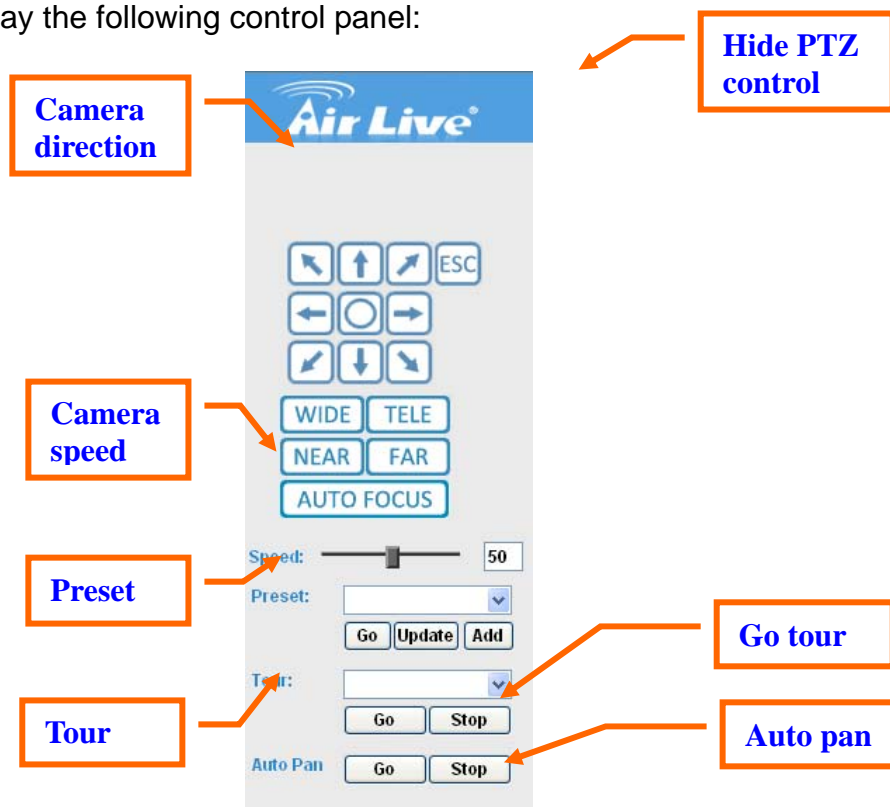 ay the following control panel:
Hide PTZ
control
Camera
direction
Air Live
ESC
WIDE TELE
NEAR FAR
AUTO FOCUS
Camera
speed
Speed: 50
Preset
Preset:
Go Update Add
Go tour
Tour:
Go Stop
Tour
Auto pan
Auto Pan Go Stop